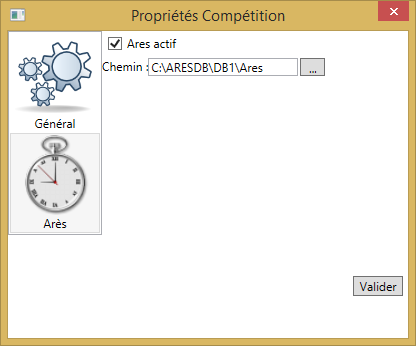 Propriétés Compétition
Ares actif
Chemin : C:\ARESDB\DB1\Ares ...
Général
Arès
Valider